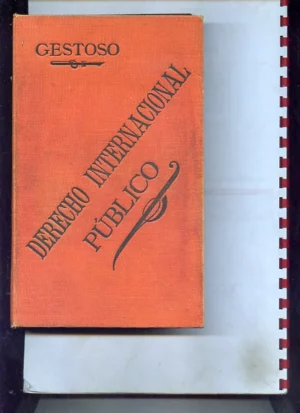 GESTOSO
DERECHO INTERNACIONAL
PÚBLICO